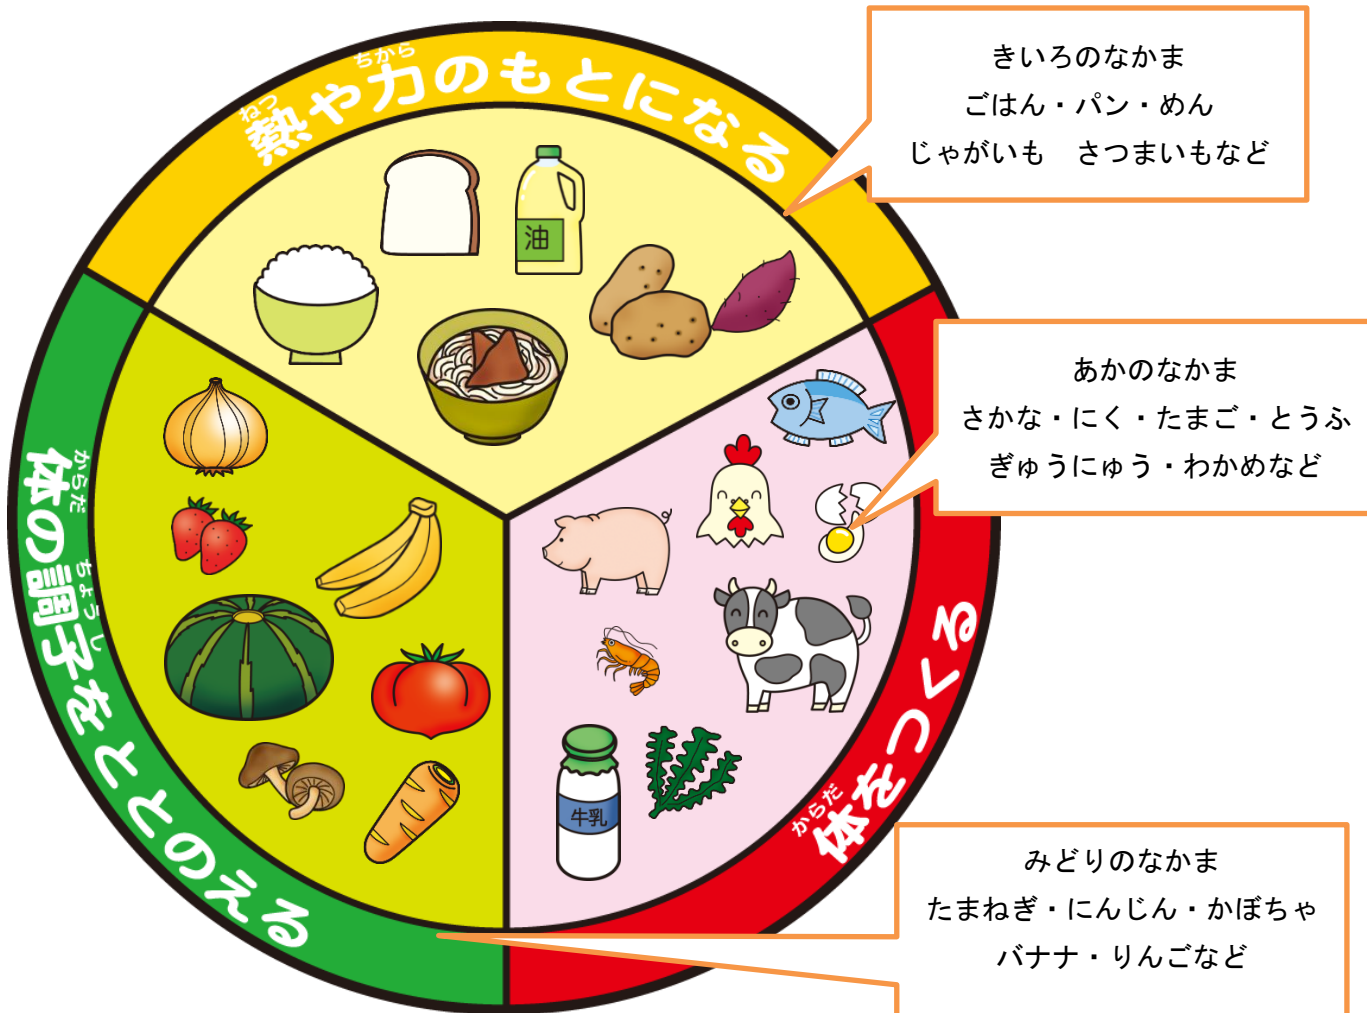 熱や力のもとになる
ねつ
ちから
きいろのなかま
ごはん・パン・めん
じゃがいも　さつまいもなど
油
あかのなかま
さかな・にく・たまご・とうふ
ぎゅうにゅう・わかめなど
体をつくる
からだ
牛乳
体の調子をととのえる
からだ
ちょうし
みどりのなかま
たまねぎ・にんじん・かぼちゃ
バナナ・りんごなど